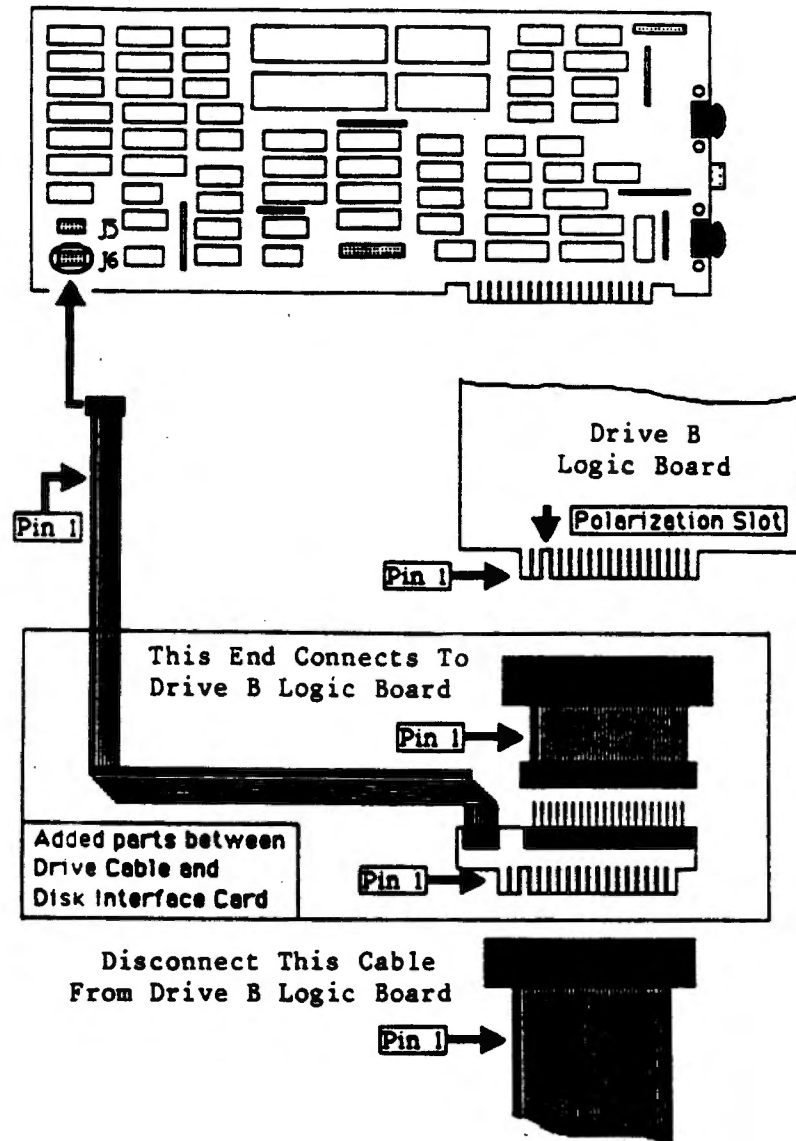 J5
J6
Drive B
Logic Board
Pin 1
Polarization Slot
Pin 1
This End Connects To
Drive B Logic Board
Pin 1
Added parts between
Drive Cable and
Disk Interface Card
Pin 1
Disconnect This Cable
From Drive B Logic Board
Pin 1